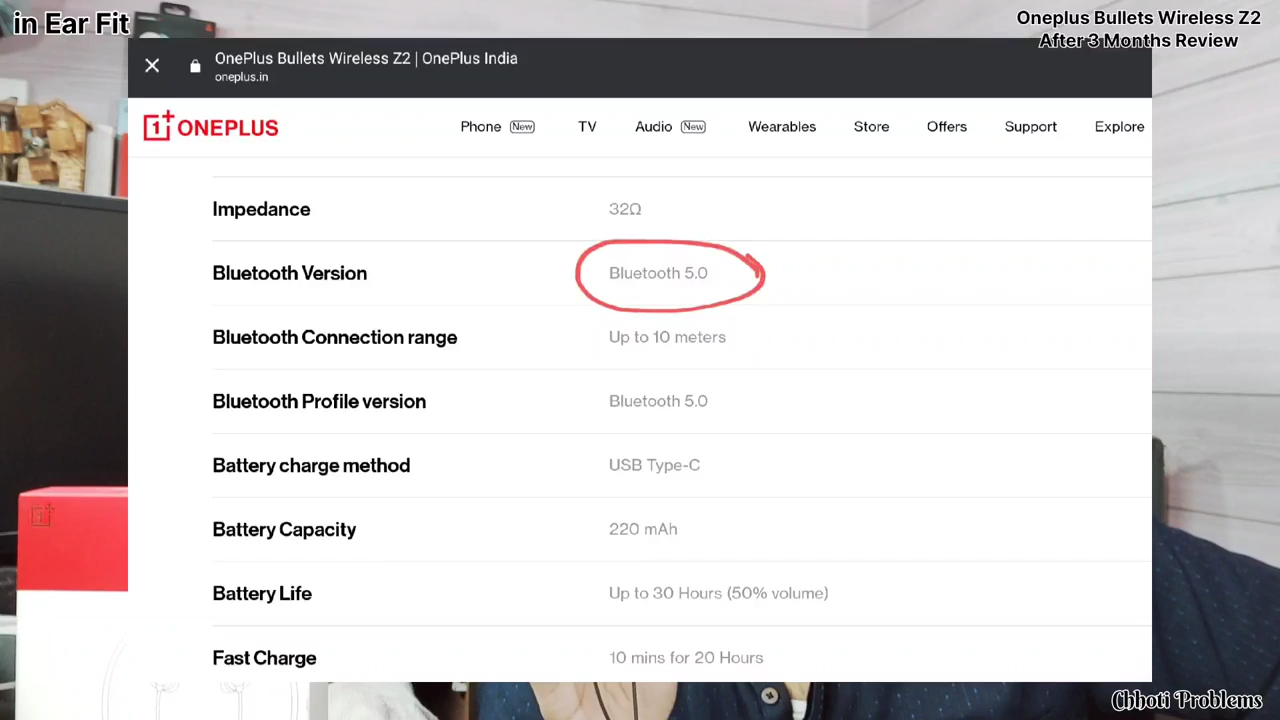 in Ear Fit
Oneplus Bullets Wireless Z2
After 3 Months Review
OnePlus Bullets Wireless Z2 | OnePlus India
oneplus.in
ONEPLUS
Phone New TV Audio New Wearables Store Offers Support Explore
Impedance 32Ω
Bluetooth Version Bluetooth 5.0
Bluetooth Connection range Up to 10 meters
Bluetooth Profile version Bluetooth 5.0
Battery charge method USB Type-C
Battery Capacity 220 mAh
Battery Life Up to 30 Hours (50% volume)
Fast Charge 10 mins for 20 Hours
Chhoti Problems